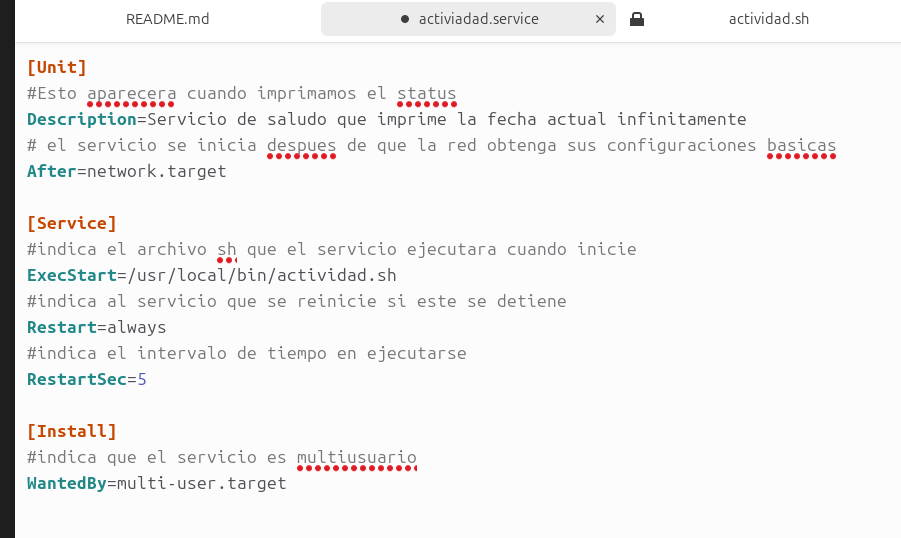 README.md
activiadad.service
actividad.sh
[Unit]
#Esto aparecera cuando imprimamos el status
Description=Servicio de saludo que imprime la fecha actual infinitamente
# el servicio se inicia despues de que la red obtenga sus configuraciones basicas
After=network.target
[Service]
#indica el archivo sh que el servicio ejecutara cuando inicie
ExecStart=/usr/local/bin/actividad.sh
#indica al servicio que se reinicie si este se detiene
Restart=always
#indica el intervalo de tiempo en ejecutarse
RestartSec=5
[Install]
#indica que el servicio es multiusuario
WantedBy=multi-user.target